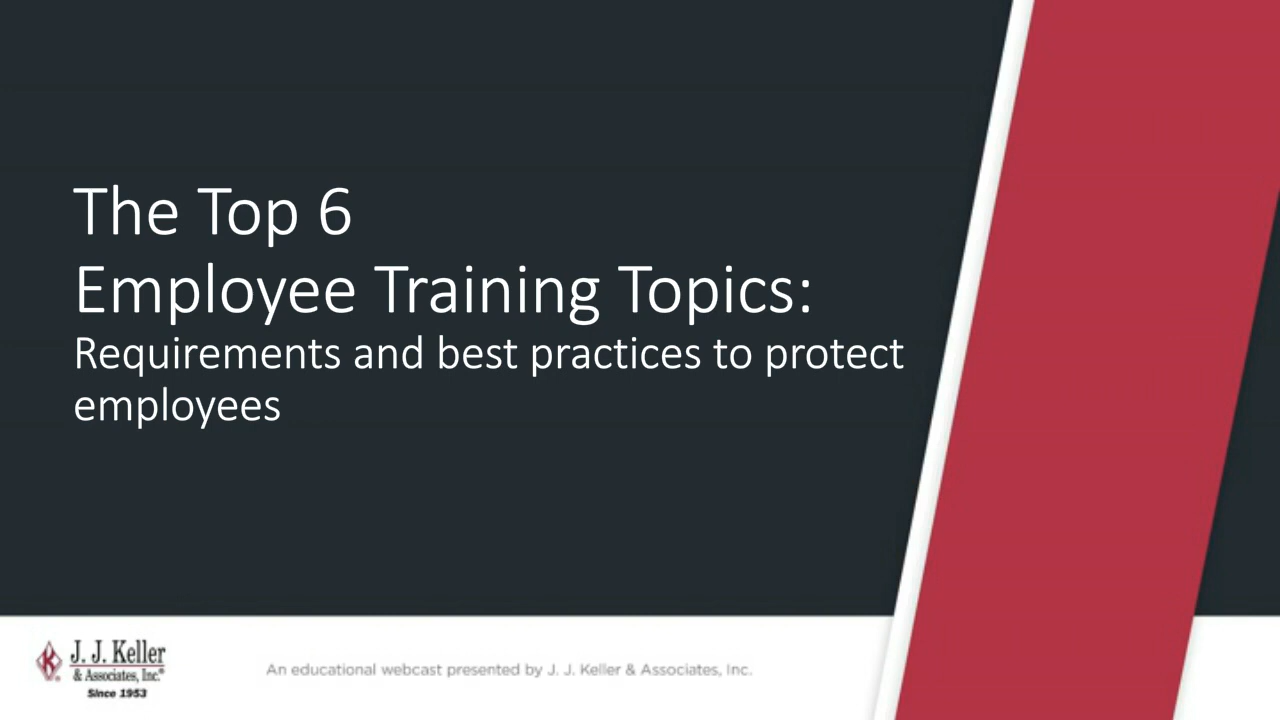 The Top 6
Employee Training Topics:
Requirements and best practices to protect
employees
J. J. Keller
& Associates, Inc.®
Since 1953
An educational webcast presented by J. J. Keller & Associates, Inc.